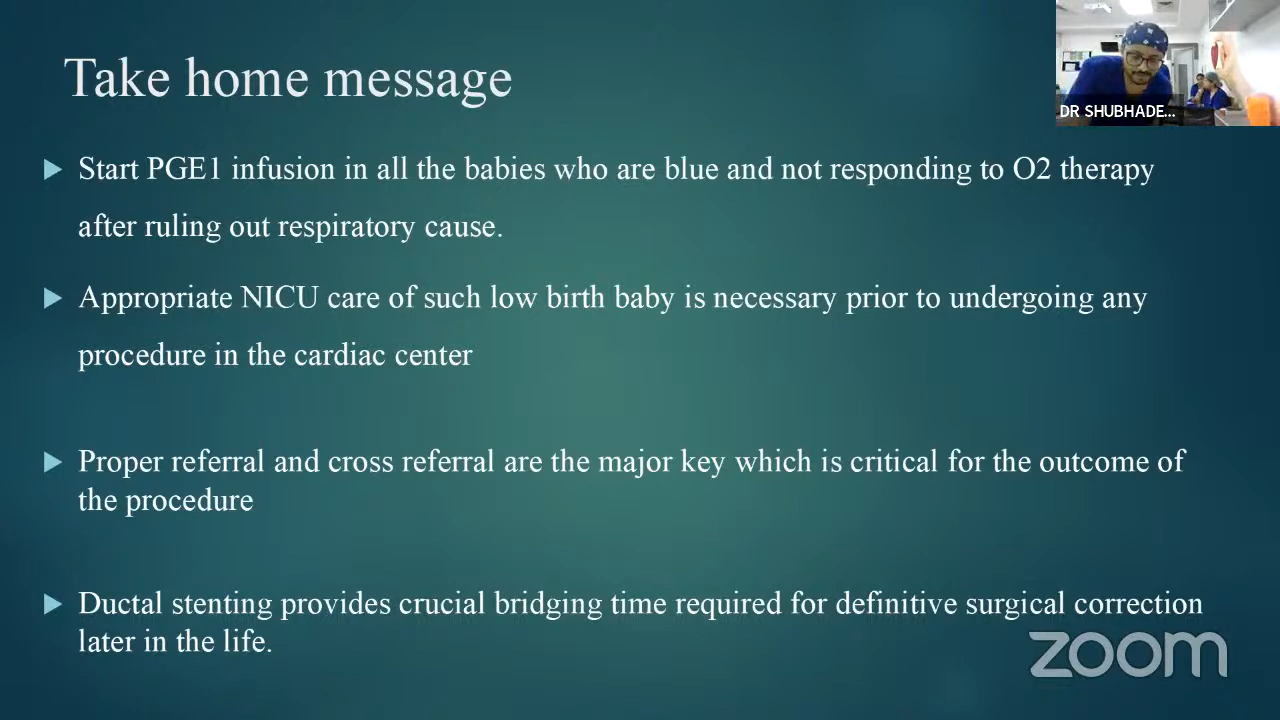 Take home message
DR SHUBHADE...
Start PGE1 infusion in all the babies who are blue and not responding to O2 therapy
after ruling out respiratory cause.
Appropriate NICU care of such low birth baby is necessary prior to undergoing any
procedure in the cardiac center
Proper referral and cross referral are the major key which is critical for the outcome of
the procedure
Ductal stenting provides crucial bridging time required for definitive surgical correction
later in the life.
zoom